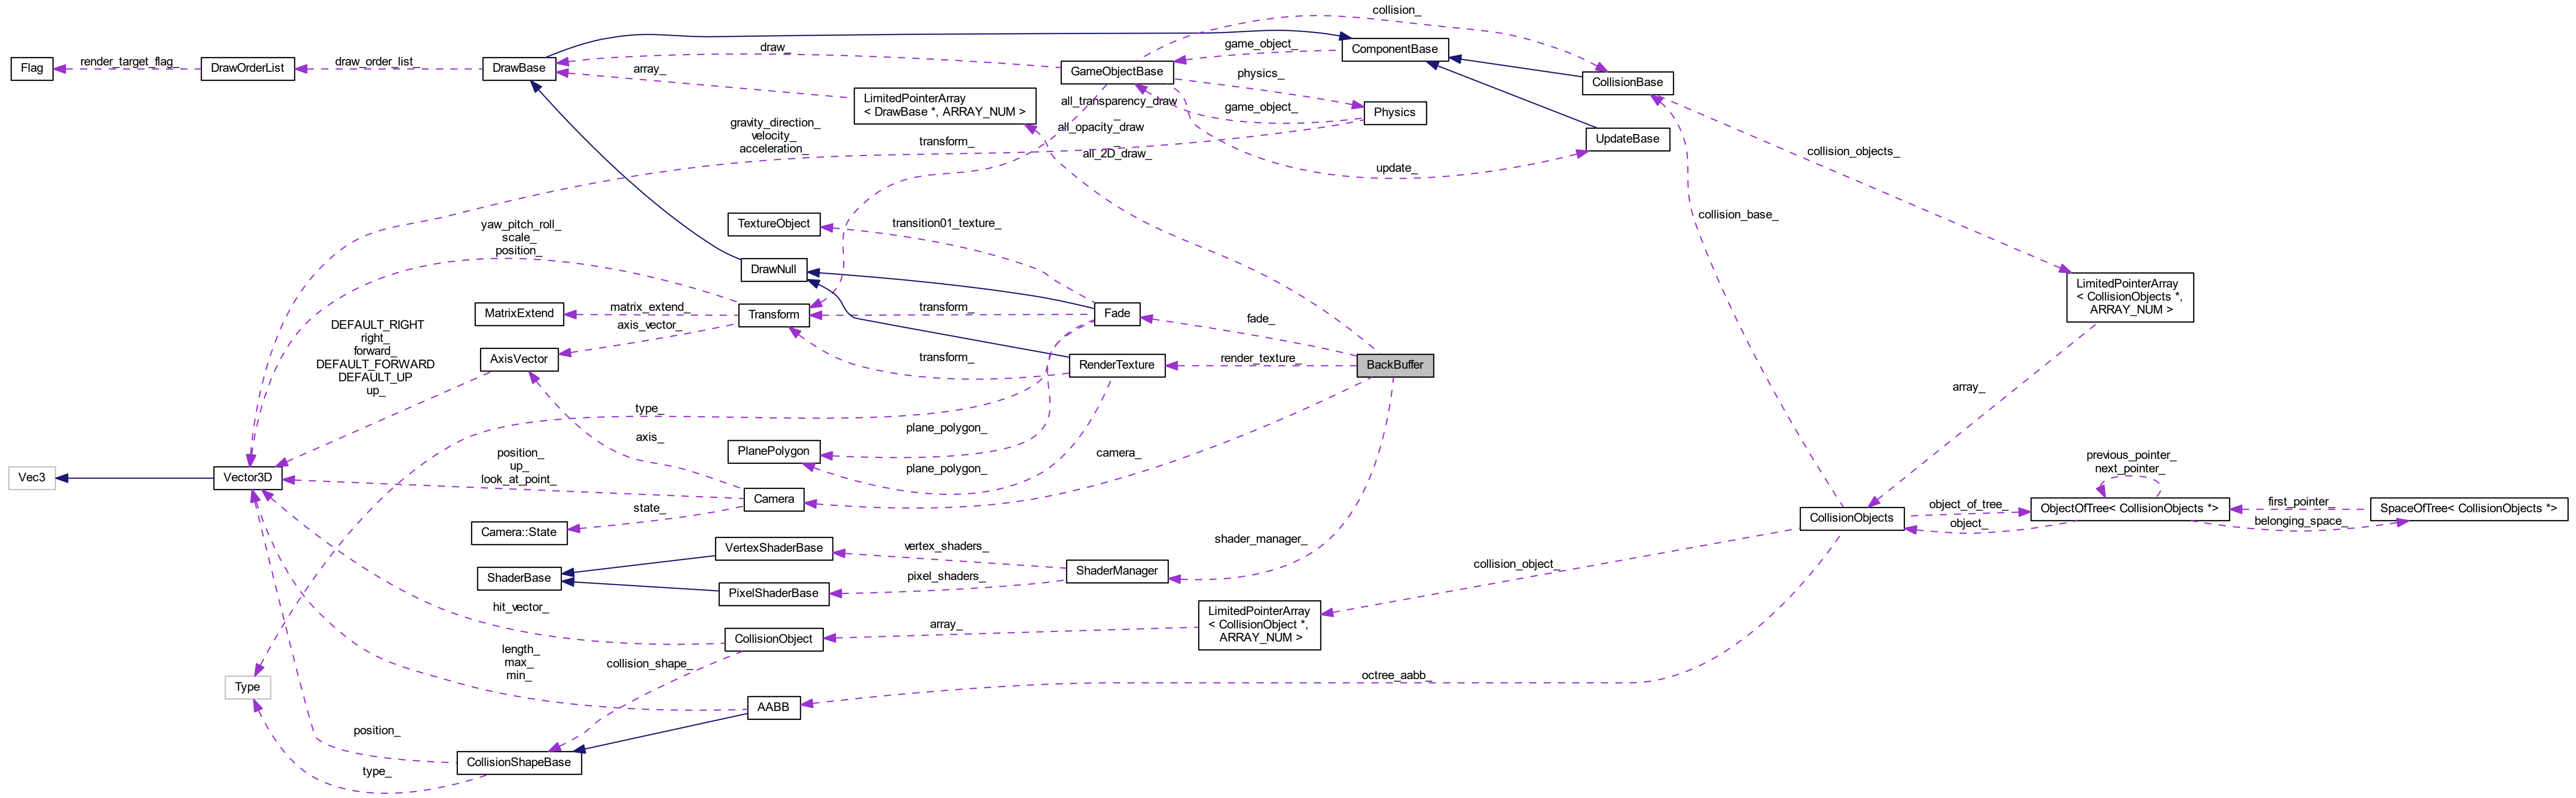 collision_
game_object_
draw_
ComponentBase
Flag
render_target_flag_
DrawOrderList
draw_order_list_
DrawBase
array_
GameObjectBase
physics_
CollisionBase
LimitedPointerArray
< DrawBase *, ARRAY_NUM >
all_transparency_draw
_
all_opacity_draw
_
all_2D_draw_
game_object_
Physics
gravity_direction_
velocity_
acceleration_
transform_
UpdateBase
update_
collision_objects_
collision_base_
yaw_pitch_roll_
scale_
position_
TextureObject
transition01_texture_
DrawNull
LimitedPointerArray
< CollisionObjects *,
ARRAY_NUM >
MatrixExtend
matrix_extend_
Transform
transform_
Fade
fade_
axis_vector_
DEFAULT_RIGHT
right_
forward_
DEFAULT_FORWARD
DEFAULT_UP
up_
AxisVector
transform_
RenderTexture
render_texture_
BackBuffer
array_
type_
axis_
plane_polygon_
PlanePolygon
plane_polygon_
camera_
position_
up_
look_at_point_
previous_pointer_
next_pointer_
Vec3
Vector3D
Camera
state_
Camera::State
CollisionObjects
object_of_tree_
object_
ObjectOfTree< CollisionObjects *>
first_pointer_
belonging_space_
SpaceOfTree< CollisionObjects *>
shader_manager_
VertexShaderBase
vertex_shaders_
ShaderBase
PixelShaderBase
pixel_shaders_
ShaderManager
collision_object_
hit_vector_
CollisionObject
array_
LimitedPointerArray
< CollisionObject *,
ARRAY_NUM >
length_
max_
min_
collision_shape_
Type
AABB
octree_aabb_
position_
CollisionShapeBase
type_